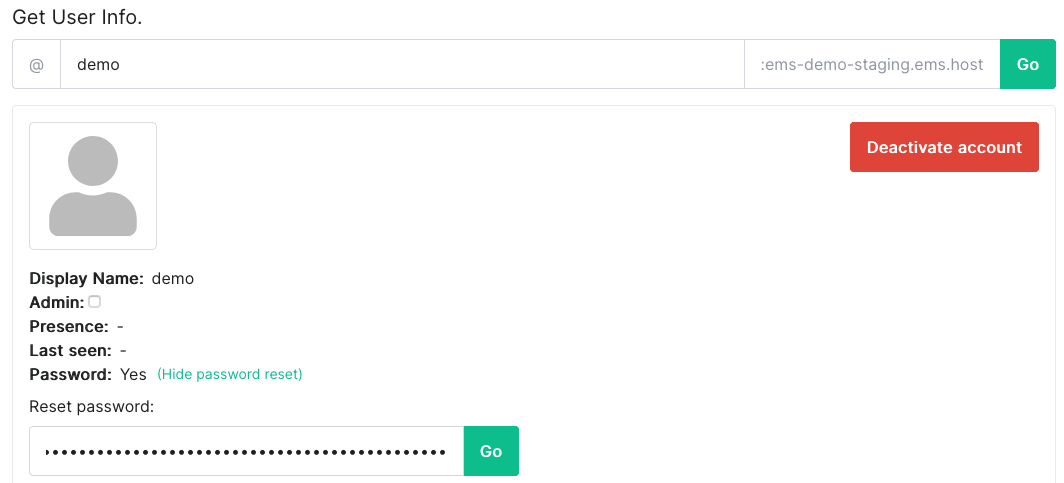 Get User Info.
@ demo :ems-demo-staging.ems.host Go
Deactivate account
Display Name: demo
Admin:
Presence: -
Last seen: -
Password: Yes (Hide password reset)
Reset password:
Go